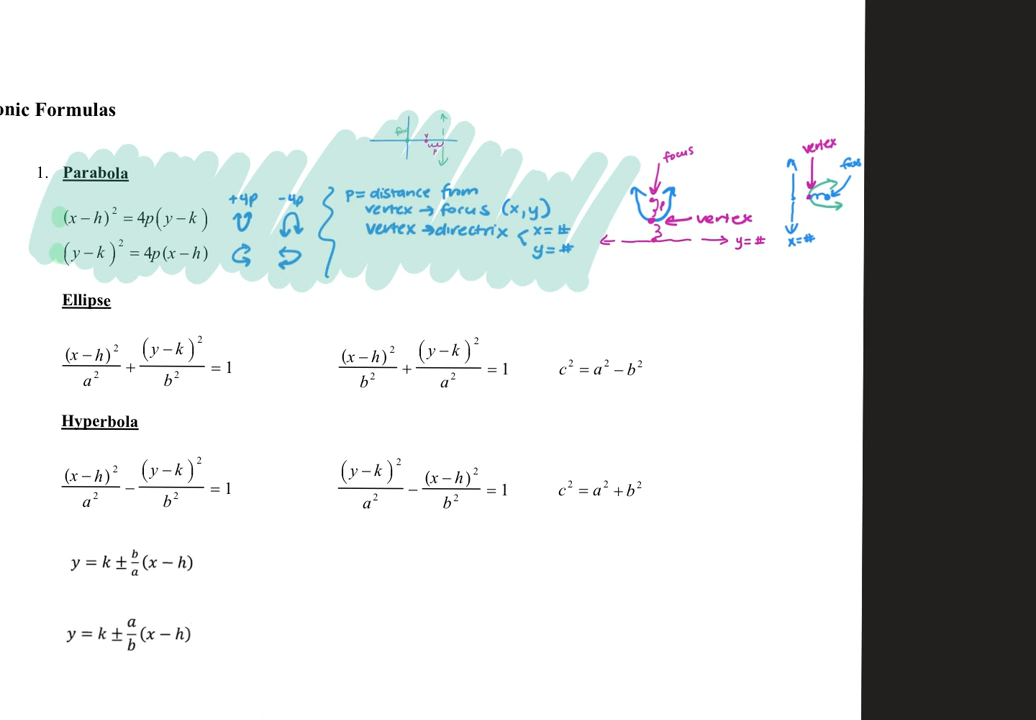 onic Formulas
1. Parabola
(x – h)² = 4p(y – k)
(y – k)² = 4p(x – h)
+4p -4p
p= distance from
vertex → focus (x,y)
vertex → directrix < x= #
y= #
focus
vertex
y= #
vertex
x=#
Ellipse
(x – h)²/a² + (y – k)²/b² = 1 (x – h)²/b² + (y – k)²/a² = 1 c² = a² – b²
Hyperbola
(x – h)²/a² – (y – k)²/b² = 1 (y – k)²/a² – (x – h)²/b² = 1 c² = a² + b²
y = k ± b/a (x – h)
y = k ± a/b (x – h)